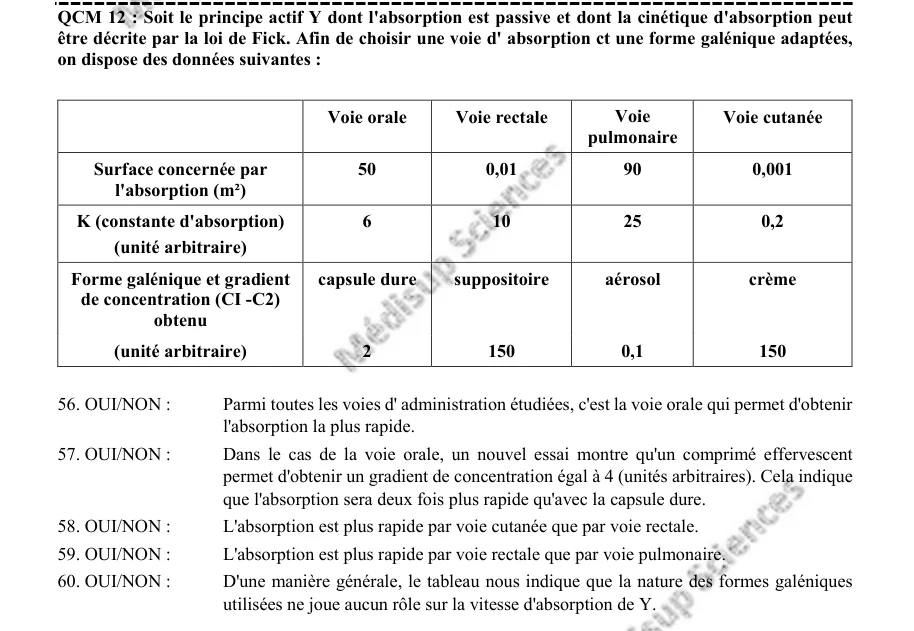 QCM 12 : Soit le principe actif Y dont l'absorption est passive et dont la cinétique d'absorption peut
être décrite par la loi de Fick. Afin de choisir une voie d' absorption ct une forme galénique adaptées,
on dispose des données suivantes :
Voie orale Voie rectale Voie pulmonaire Voie cutanée
Surface concernée par
l'absorption (m²) 50 0,01 90 0,001
K (constante d'absorption)
(unité arbitraire) 6 10 25 0,2
Forme galénique et gradient
de concentration (CI -C2)
obtenu capsule dure suppositoire aérosol crème
(unité arbitraire) 2 150 0,1 150
56. OUI/NON : Parmi toutes les voies d' administration étudiées, c'est la voie orale qui permet d'obtenir
l'absorption la plus rapide.
57. OUI/NON : Dans le cas de la voie orale, un nouvel essai montre qu'un comprimé effervescent
permet d'obtenir un gradient de concentration égal à 4 (unités arbitraires). Cela indique
que l'absorption sera deux fois plus rapide qu'avec la capsule dure.
58. OUI/NON : L'absorption est plus rapide par voie cutanée que par voie rectale.
59. OUI/NON : L'absorption est plus rapide par voie rectale que par voie pulmonaire.
60. OUI/NON : D'une manière générale, le tableau nous indique que la nature des formes galéniques
utilisées ne joue aucun rôle sur la vitesse d'absorption de Y.
Médisup Sciences